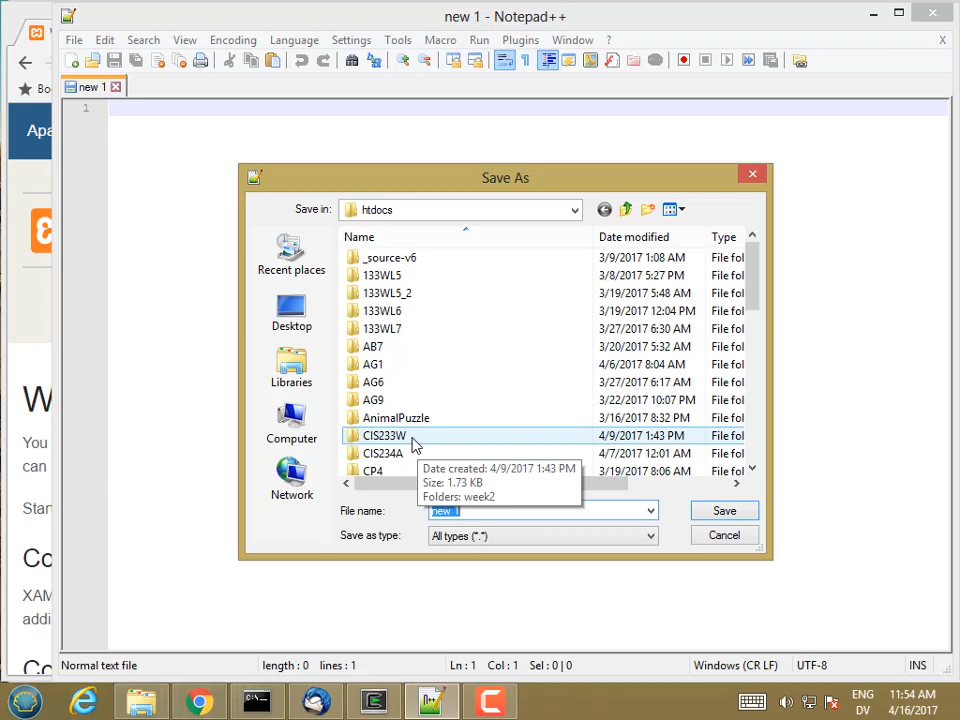 new 1 - Notepad++
File Edit Search View Encoding Language Settings Tools Macro Run Plugins Window ? X
new 1
1
Boo
Apa
W
You
can
Start
Co
XAM
addi
Co
Save As
Save in: htdocs
Name Date modified Type
Recent places
Desktop
Libraries
Computer
Network
_source-v6 3/9/2017 1:08 AM File fol
133WL5 3/8/2017 5:27 PM File fol
133WL5_2 3/19/2017 5:48 AM File fol
133WL6 3/19/2017 12:04 PM File fol
133WL7 3/27/2017 6:30 AM File fol
AB7 3/20/2017 5:32 AM File fol
AG1 4/6/2017 8:04 AM File fol
AG6 3/27/2017 6:17 AM File fol
AG9 3/22/2017 10:07 PM File fol
AnimalPuzzle 3/16/2017 8:32 PM File fol
CIS233W 4/9/2017 1:43 PM File fol
CIS234A 4/7/2017 12:01 AM File fol
CP4 3/19/2017 8:06 AM File fol
Date created: 4/9/2017 1:43 PM
Size: 1.73 KB
Folders: week2
File name: new 1 Save
Save as type: All types (*.*) Cancel
Normal text file length : 0 lines : 1 Ln : 1 Col : 1 Sel : 0 | 0 Windows (CR LF) UTF-8 INS
ENG 11:54 AM
DV 4/16/2017